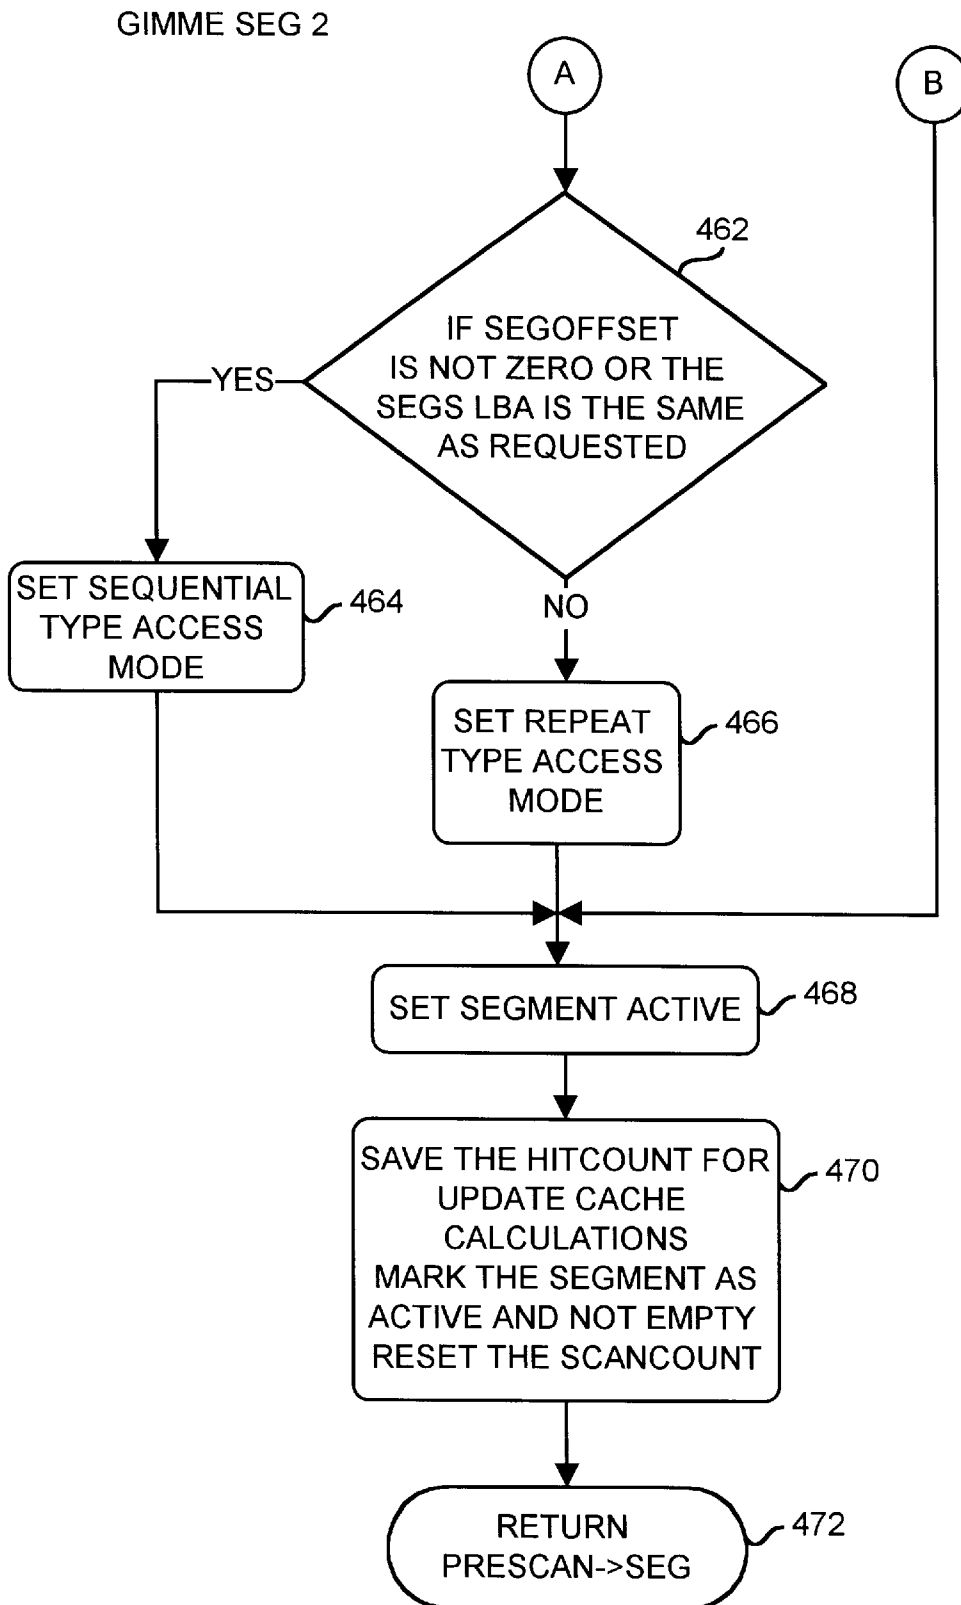 GIMME SEG 2
A
B
462
IF SEGOFFSET
IS NOT ZERO OR THE
SEGS LBA IS THE SAME
AS REQUESTED
YES
NO
SET SEQUENTIAL
TYPE ACCESS
MODE
464
SET REPEAT
TYPE ACCESS
MODE
466
SET SEGMENT ACTIVE
468
SAVE THE HITCOUNT FOR
UPDATE CACHE
CALCULATIONS
MARK THE SEGMENT AS
ACTIVE AND NOT EMPTY
RESET THE SCANCOUNT
470
RETURN
PRESCAN->SEG
472